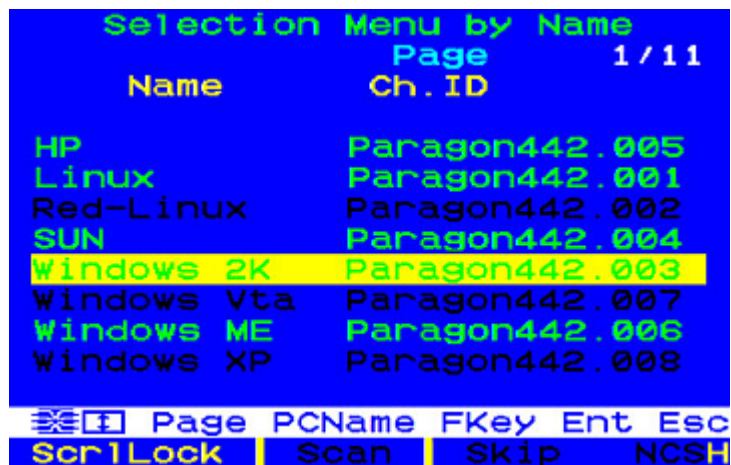 Selection Menu by Name
Page 1/11
Name Ch.ID
HP Paragon442.005
Linux Paragon442.001
Red-Linux Paragon442.002
SUN Paragon442.004
Windows 2K Paragon442.003
Windows Vta Paragon442.007
Windows ME Paragon442.006
Windows XP Paragon442.008
Page PCName FKey Ent Esc
ScrlLock Scan Skip NCSH